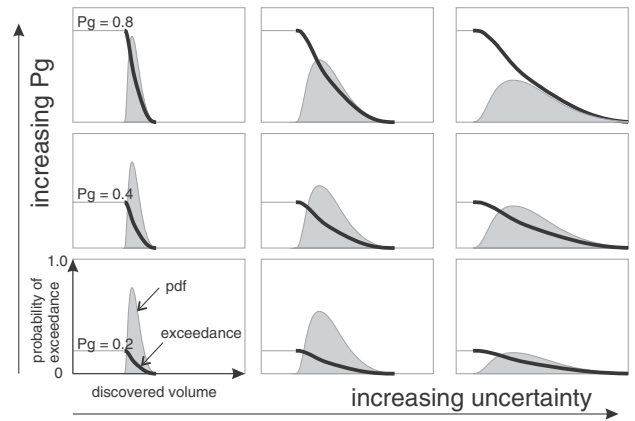 increasing Pg
Pg = 0.8
Pg = 0.4
1.0
probability of
exceedance
pdf
exceedance
Pg = 0.2
0
discovered volume
increasing uncertainty